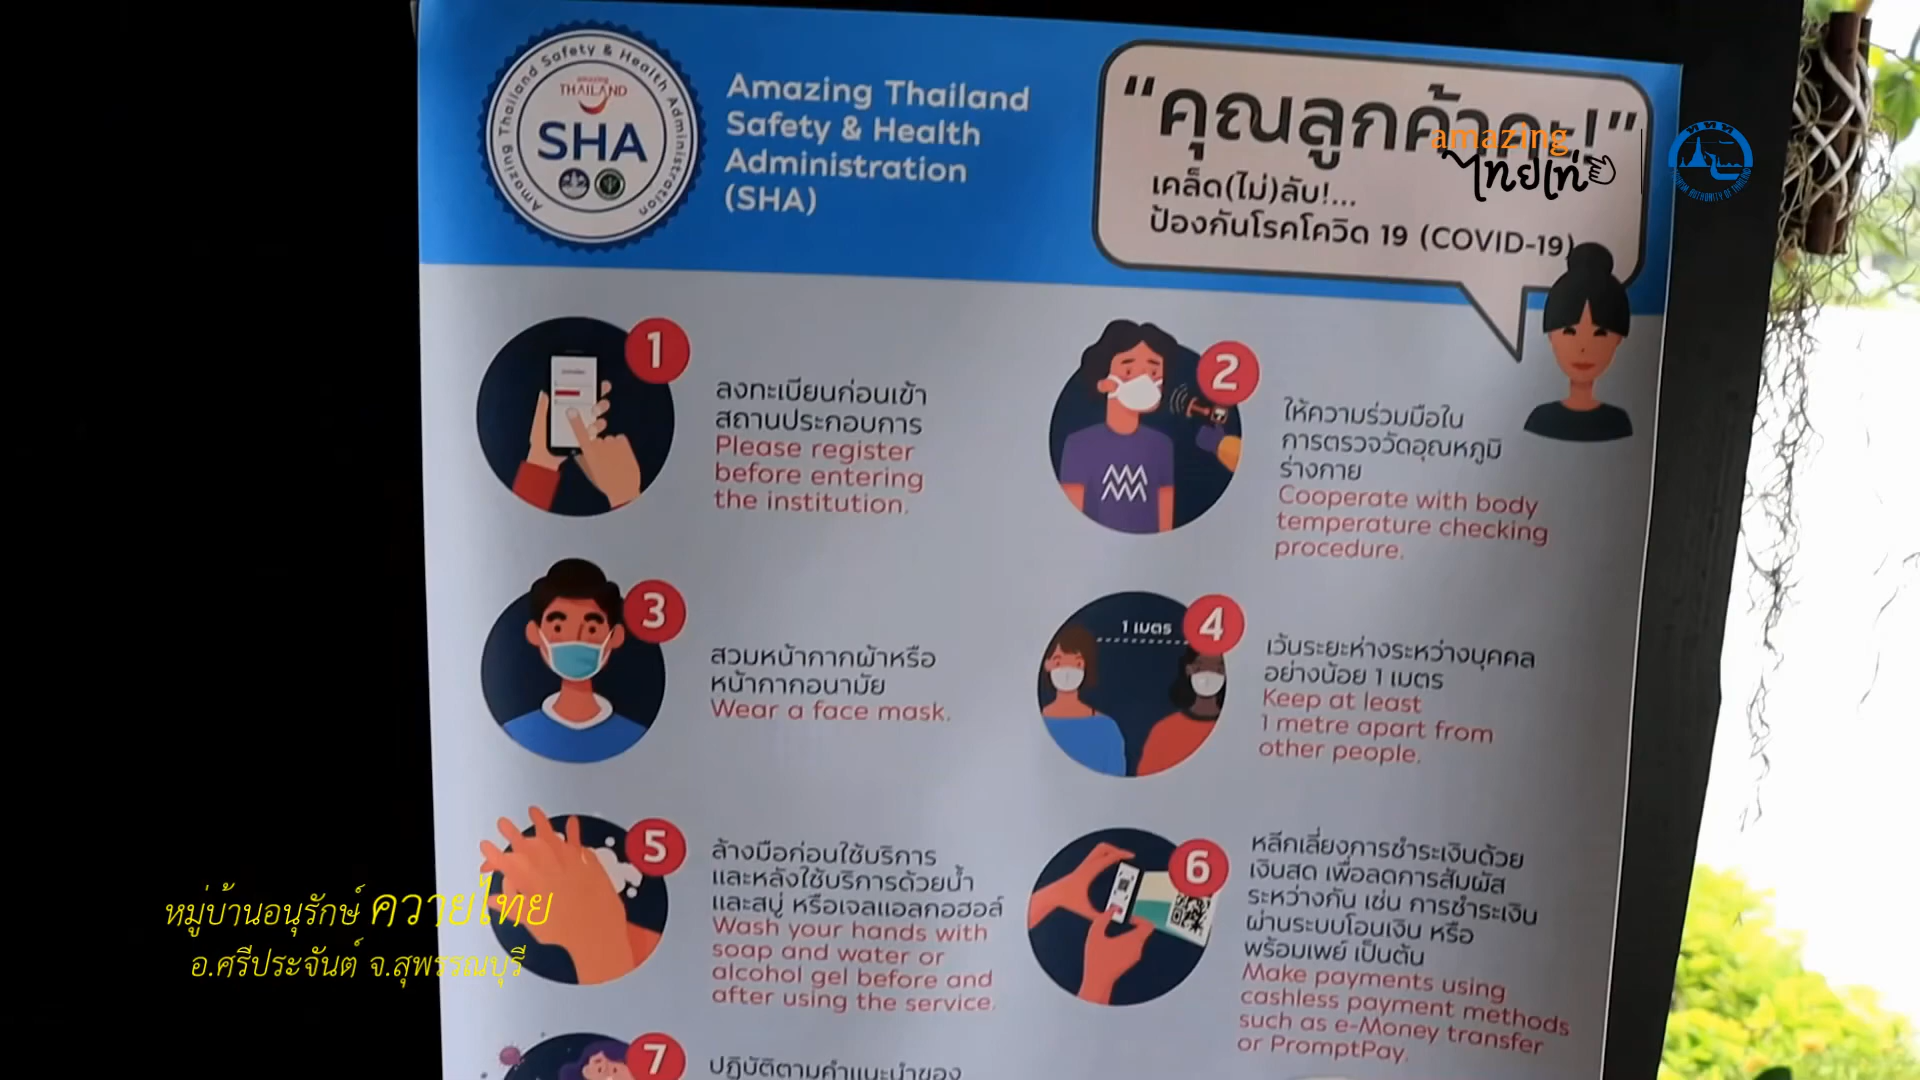 Amazing Thailand Safety & Health Administration
amazing
THAILAND
SHA
Amazing Thailand
Safety & Health
Administration
(SHA)
“คุณลูกค้าคะ!”
เคล็ด(ไม่)ลับ!...
ป้องกันโรคโควิด 19 (COVID-19)
amazing
ไทยเท่
1
ลงทะเบียนก่อนเข้า
สถานประกอบการ
Please register
before entering
the institution.
2
ให้ความร่วมมือใน
การตรวจวัดอุณหภูมิ
ร่างกาย
Cooperate with body
temperature checking
procedure.
3
สวมหน้ากากผ้าหรือ
หน้ากากอนามัย
Wear a face mask.
1 เมตร
4
เว้นระยะห่างระหว่างบุคคล
อย่างน้อย 1 เมตร
Keep at least
1 metre apart from
other people.
5
ล้างมือก่อนใช้บริการ
และหลังใช้บริการด้วยน้ำ
และสบู่ หรือเจลแอลกอฮอล์
Wash your hands with
soap and water or
alcohol gel before and
after using the service.
6
หลีกเลี่ยงการชำระเงินด้วย
เงินสด เพื่อลดการสัมผัส
ระหว่างกัน เช่น การชำระเงิน
ผ่านระบบโอนเงิน หรือ
พร้อมเพย์ เป็นต้น
Make payments using
cashless payment methods
such as e-Money transfer
or PromptPay.
7
ปฏิบัติตามคำแนะนำของ
หมู่บ้านอนุรักษ์ ควายไทย
อ.ศรีประจันต์ จ.สุพรรณบุรี